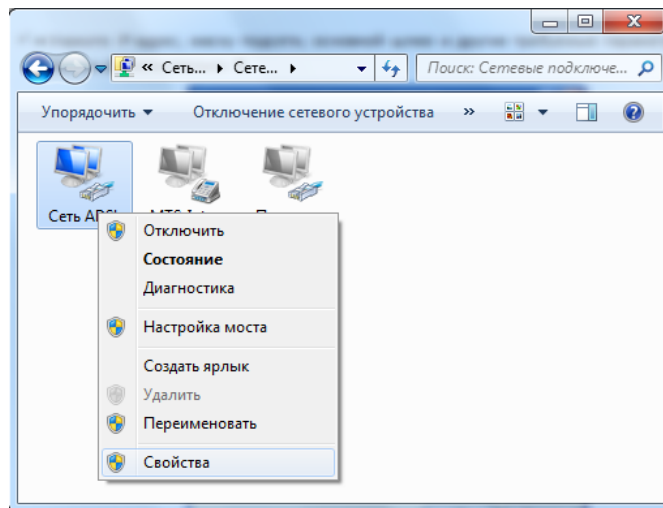 « Сеть... ▸ Сете... ▸
Поиск: Сетевые подключе...
Упорядочить Отключение сетевого устройства »
Сеть
Отключить
Состояние
Диагностика
Настройка моста
Создать ярлык
Удалить
Переименовать
Свойства